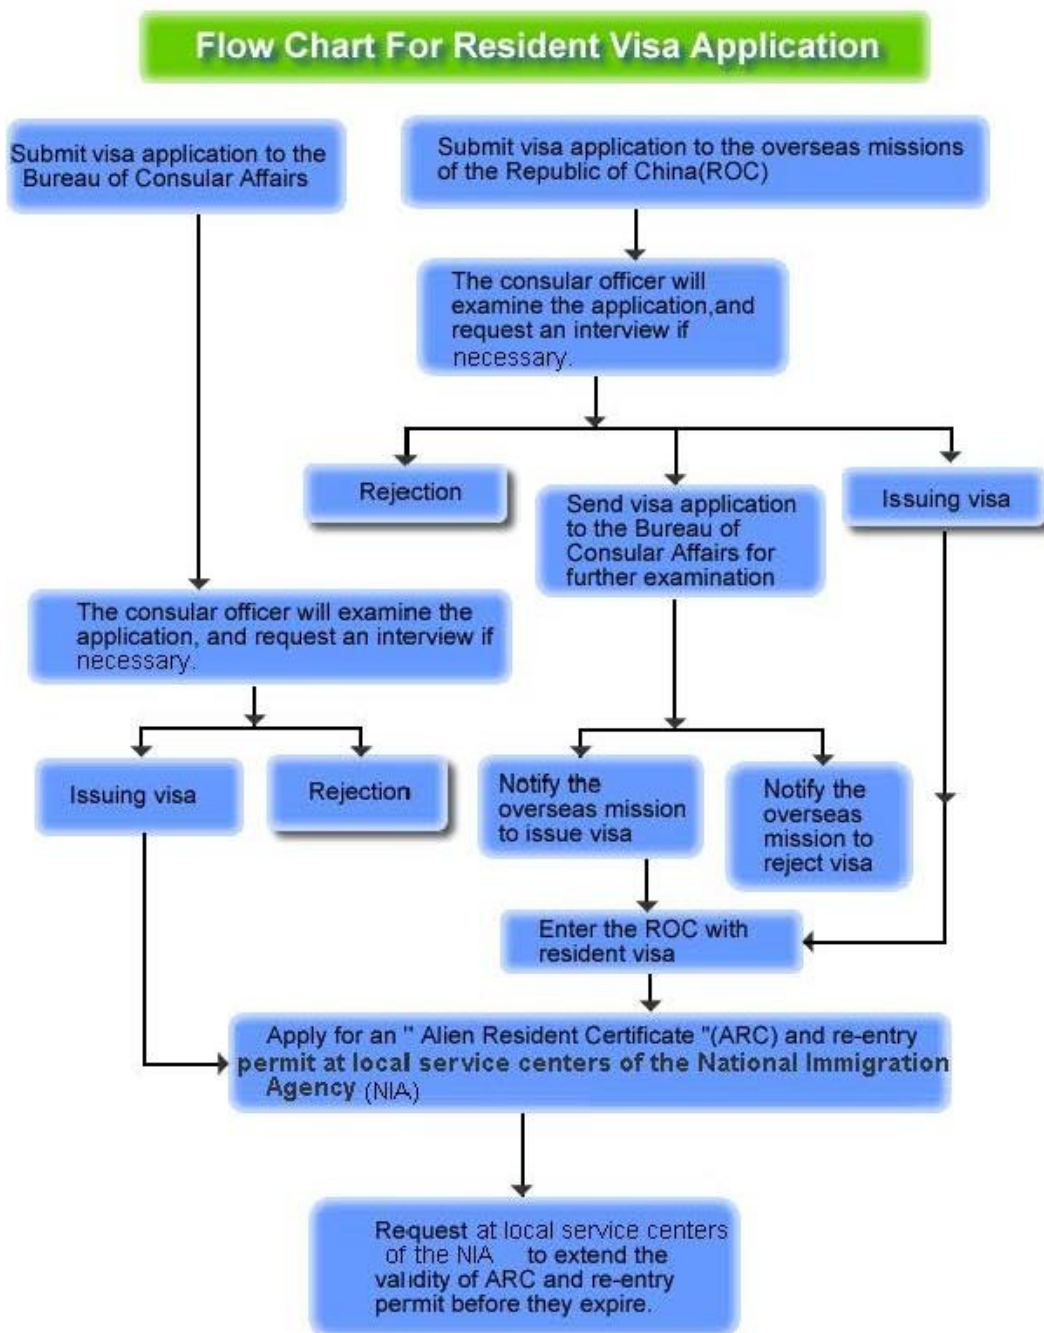 Flow Chart For Resident Visa Application
Submit visa application to the
Bureau of Consular Affairs
Submit visa application to the overseas missions
of the Republic of China(ROC)
The consular officer will
examine the application,and
request an interview if
necessary.
Rejection
Send visa application
to the Bureau of
Consular Affairs for
further examination
Issuing visa
The consular officer will examine the
application, and request an interview if
necessary.
Issuing visa
Rejection
Notify the
overseas mission
to issue visa
Notify the
overseas
mission to
reject visa
Enter the ROC with
resident visa
Apply for an " Alien Resident Certificate "(ARC) and re-entry
permit at local service centers of the National Immigration
Agency (NIA)
Request at local service centers
of the NIA to extend the
validity of ARC and re-entry
permit before they expire.